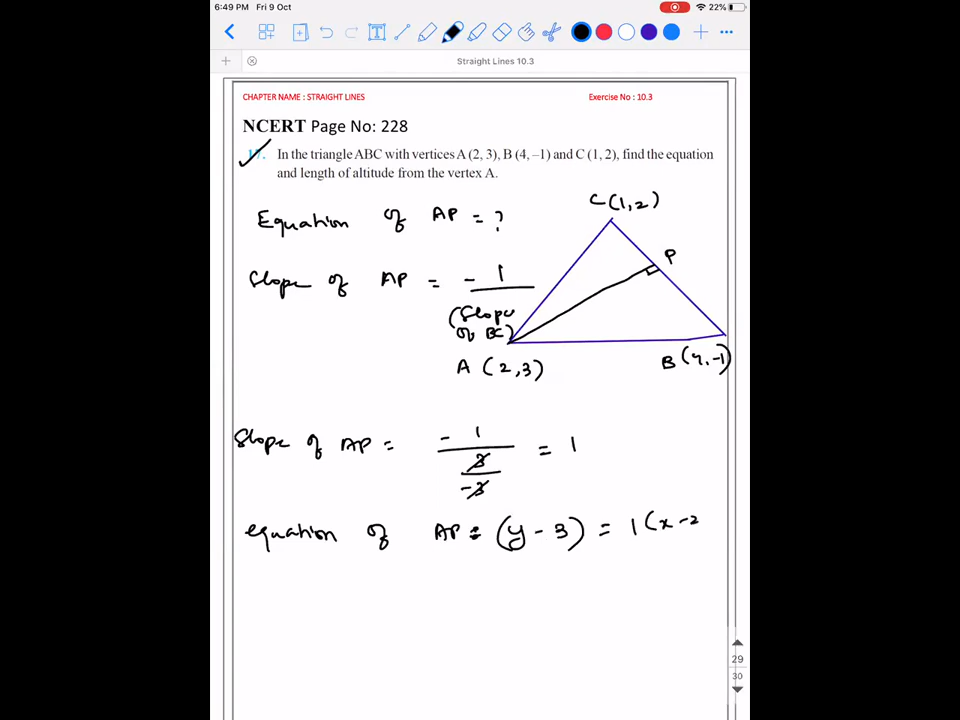 6:49 PM Fri 9 Oct
22%
Straight Lines 10.3
CHAPTER NAME : STRAIGHT LINES
Exercise No : 10.3
NCERT Page No: 228
17. In the triangle ABC with vertices A (2, 3), B (4, –1) and C (1, 2), find the equation
and length of altitude from the vertex A.
C (1, 2)
Equation of AP = ?
P
Slope of AP = - 1
(Slope
of BC)
A (2, 3)
B (4, -1)
Slope of AP = - 1 = 1
3
-3
equation of AP = (y - 3) = 1 (x - 2
29
30